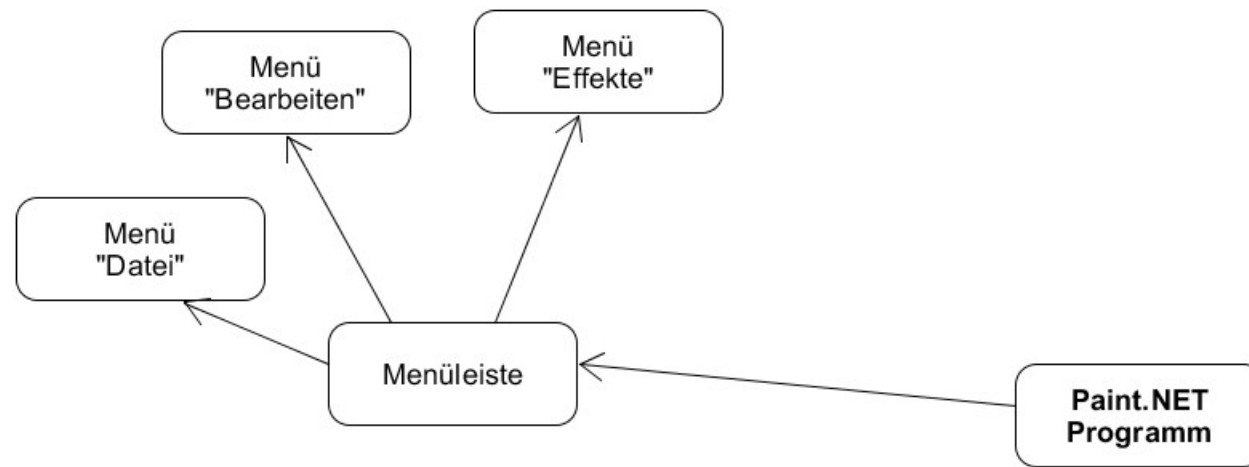 Menü
"Effekte"
Menü
"Bearbeiten"
Menü
"Datei"
Menüleiste
Paint.NET
Programm